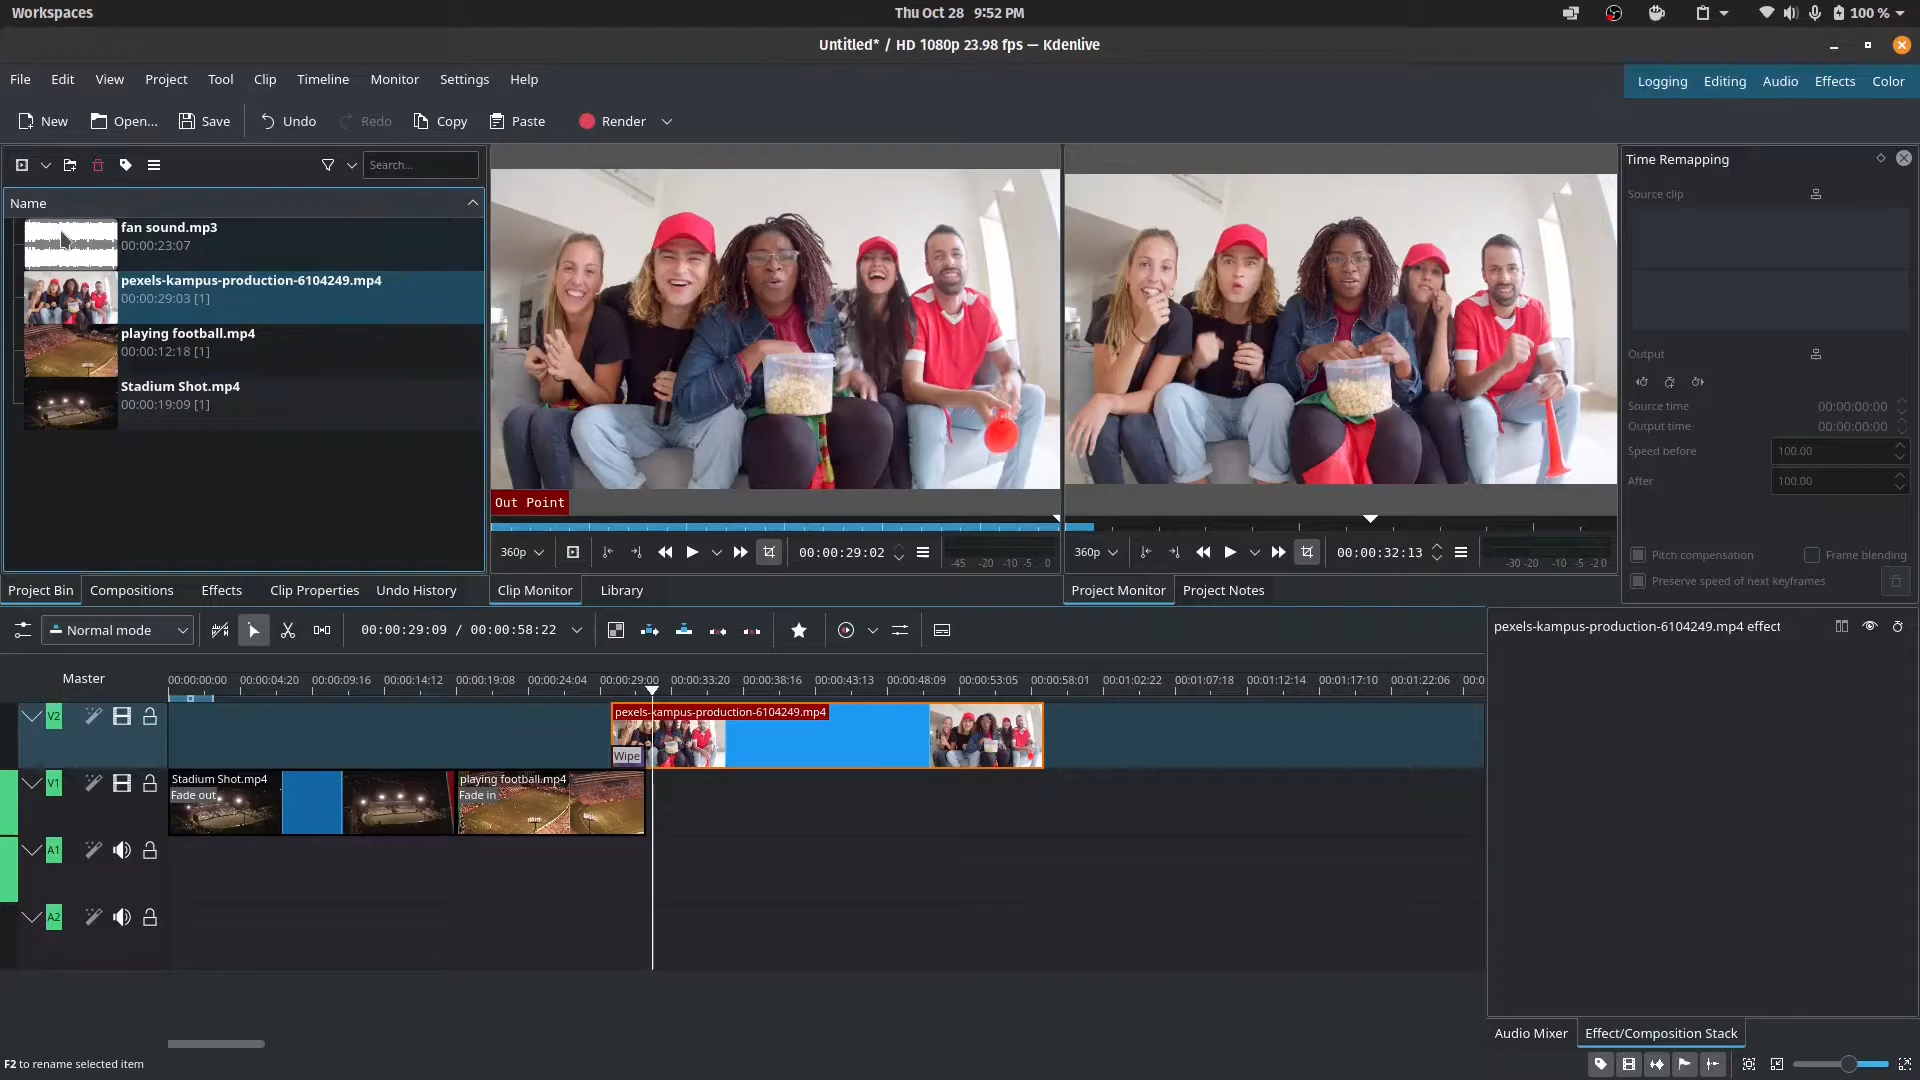 Workspaces
Thu Oct 28 9:52 PM
100 %
Untitled* / HD 1080p 23.98 fps — Kdenlive
File Edit View Project Tool Clip Timeline Monitor Settings Help
Logging Editing Audio Effects Color
New Open... Save Undo Redo Copy Paste Render
Search...
Name
fan sound.mp3
00:00:23:07
pexels-kampus-production-6104249.mp4
00:00:29:03 [1]
playing football.mp4
00:00:12:18 [1]
Stadium Shot.mp4
00:00:19:09 [1]
Out Point
360p
00:00:29:02
-45 -20 -10 -5 0
360p
00:00:32:13
-30 -20 -10 -5 -2 0
Time Remapping
Source clip
Output
Source time 00:00:00:00
Output time 00:00:00:00
Speed before 100.00
After 100.00
Pitch compensation Frame blending
Preserve speed of next keyframes
Project Bin Compositions Effects Clip Properties Undo History
Clip Monitor Library
Project Monitor Project Notes
Normal mode
00:00:29:09 / 00:00:58:22
pexels-kampus-production-6104249.mp4 effect
Master
00:00:00:00 00:00:04:20 00:00:09:16 00:00:14:12 00:00:19:08 00:00:24:04 00:00:29:00 00:00:33:20 00:00:38:16 00:00:43:13 00:00:48:09 00:00:53:05 00:00:58:01 00:01:02:22 00:01:07:18 00:01:12:14 00:01:17:10 00:01:22:06 00:0
V2
pexels-kampus-production-6104249.mp4
Wipe
V1
Stadium Shot.mp4
Fade out
playing football.mp4
Fade in
A1
A2
Audio Mixer Effect/Composition Stack
F2 to rename selected item